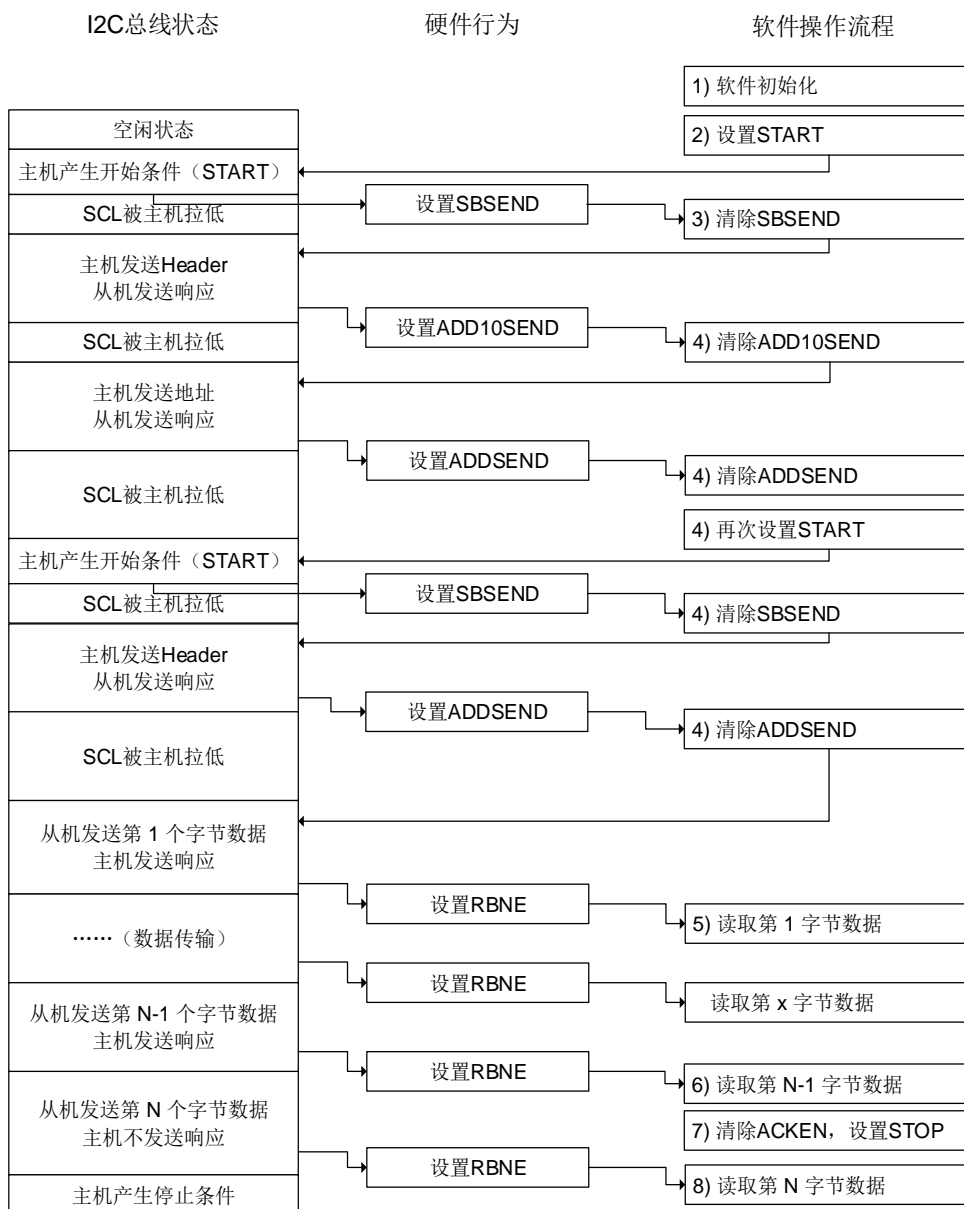 I2C总线状态
硬件行为
软件操作流程
1) 软件初始化
空闲状态
2) 设置START
主机产生开始条件（START）
设置SBSEND
SCL被主机拉低
3) 清除SBSEND
主机发送Header
从机发送响应
设置ADD10SEND
SCL被主机拉低
4) 清除ADD10SEND
主机发送地址
从机发送响应
设置ADDSEND
4) 清除ADDSEND
SCL被主机拉低
4) 再次设置START
主机产生开始条件（START）
设置SBSEND
SCL被主机拉低
4) 清除SBSEND
主机发送Header
从机发送响应
设置ADDSEND
4) 清除ADDSEND
SCL被主机拉低
从机发送第 1 个字节数据
主机发送响应
设置RBNE
5) 读取第 1 字节数据
……（数据传输）
设置RBNE
读取第 x 字节数据
从机发送第 N-1 个字节数据
主机发送响应
设置RBNE
6) 读取第 N-1 字节数据
从机发送第 N 个字节数据
主机不发送响应
7) 清除ACKEN，设置STOP
设置RBNE
8) 读取第 N 字节数据
主机产生停止条件